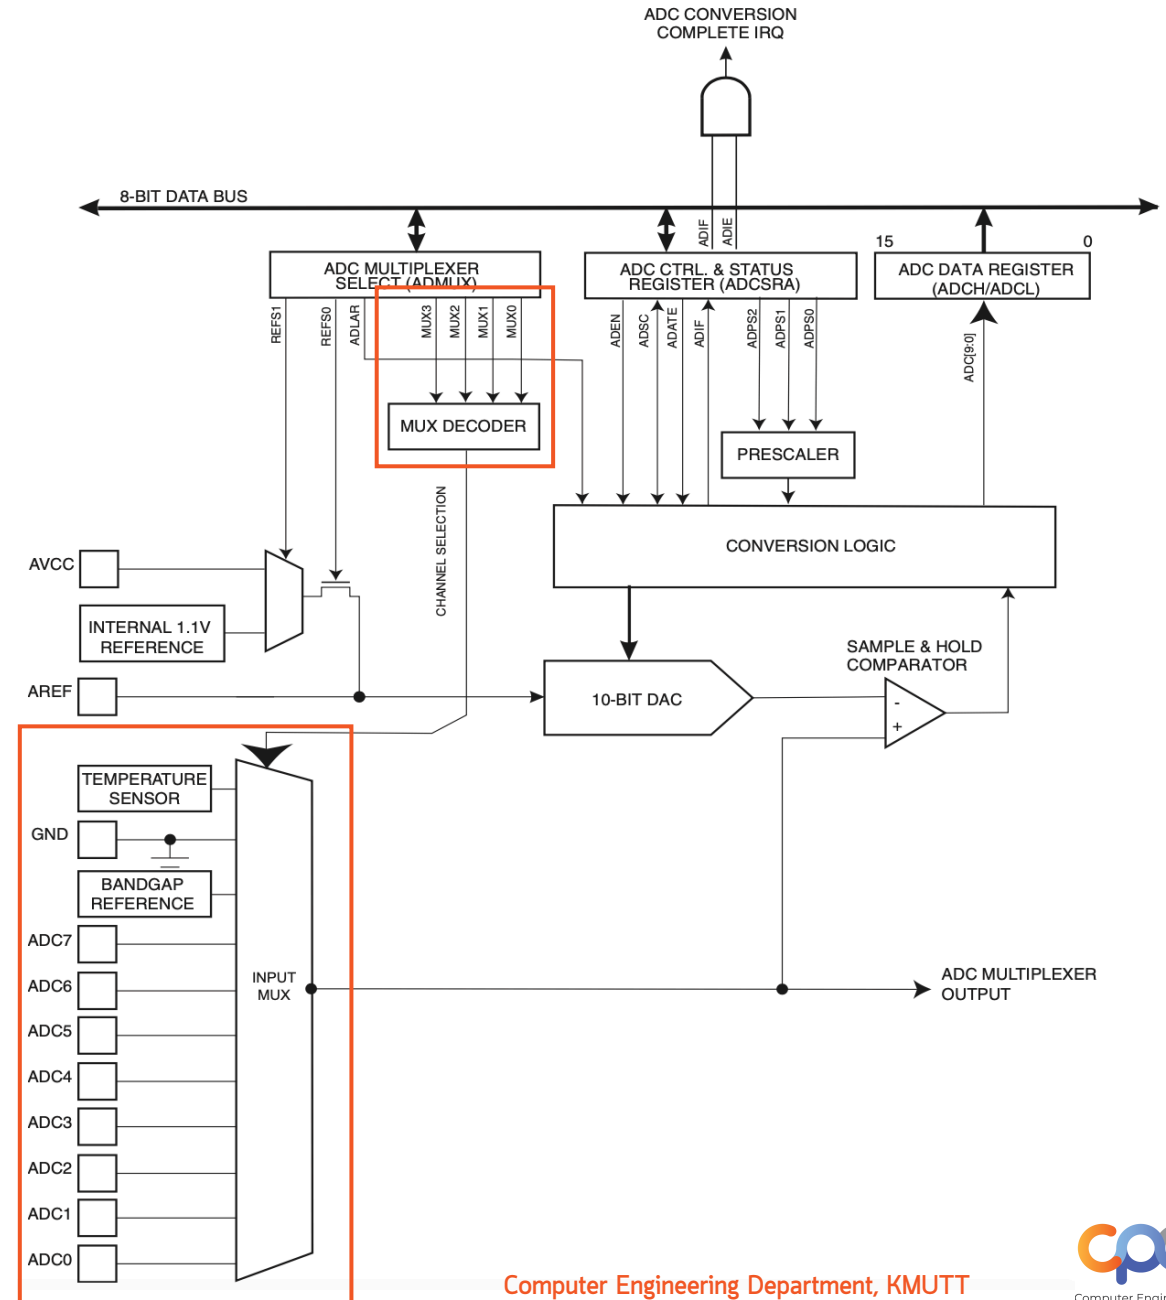 ADC CONVERSION
COMPLETE IRQ
8-BIT DATA BUS
ADIF
ADIE
15
0
ADC MULTIPLEXER
SELECT (ADMUX)
ADC CTRL. & STATUS
REGISTER (ADCSRA)
ADC DATA REGISTER
(ADCH/ADCL)
REFS1
REFS0
ADLAR
MUX3
MUX2
MUX1
MUX0
ADEN
ADSC
ADATE
ADIF
ADPS2
ADPS1
ADPS0
ADC[9:0]
MUX DECODER
PRESCALER
CHANNEL SELECTION
CONVERSION LOGIC
AVCC
INTERNAL 1.1V
REFERENCE
SAMPLE & HOLD
COMPARATOR
AREF
10-BIT DAC
-
+
TEMPERATURE
SENSOR
GND
BANDGAP
REFERENCE
ADC7
ADC6
ADC5
ADC4
ADC3
ADC2
ADC1
ADC0
INPUT
MUX
ADC MULTIPLEXER
OUTPUT
Computer Engineering Department, KMUTT
cp
Computer Engin